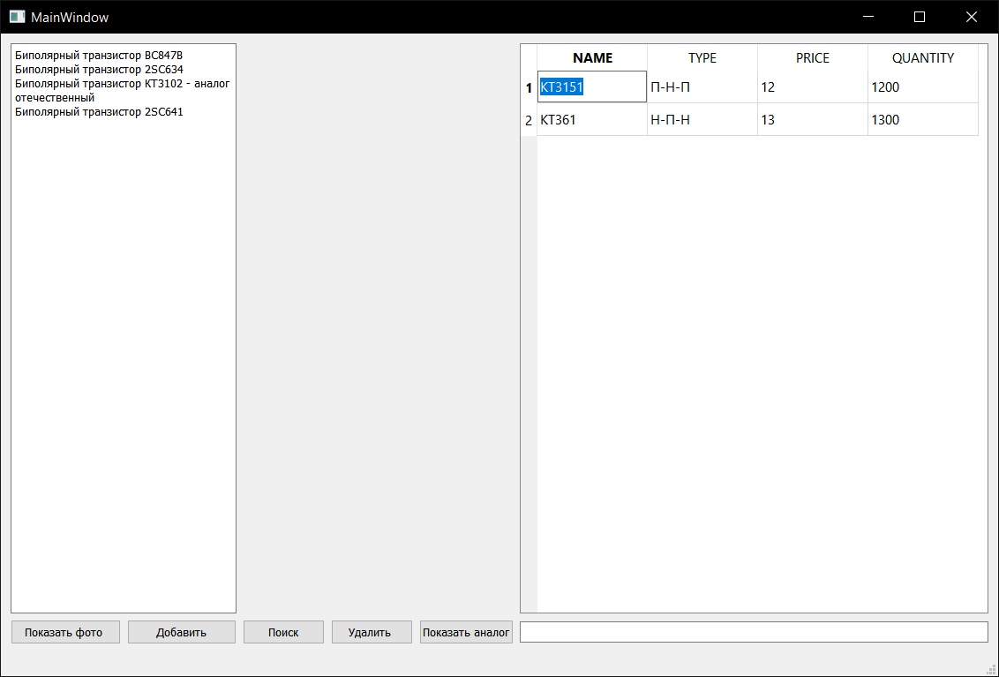 MainWindow
Биполярный транзистор BC847B
Биполярный транзистор 2SC634
Биполярный транзистор KT3102 - аналог
отечественный
Биполярный транзистор 2SC641
NAME TYPE PRICE QUANTITY
1 КТ3151 П-Н-П 12 1200
2 КТ361 Н-П-Н 13 1300
Показать фото Добавить Поиск Удалить Показать аналог